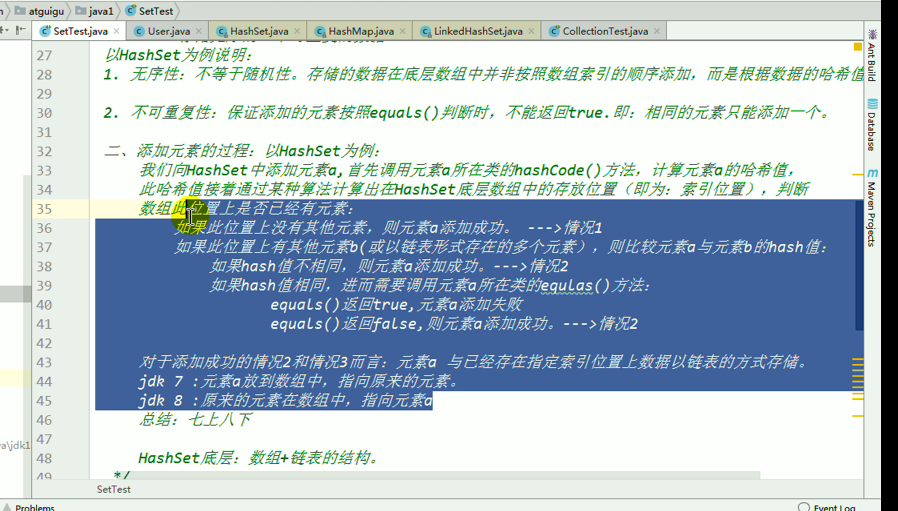 atguigu java1 SetTest
SetTest.java User.java HashSet.java HashMap.java LinkedHashSet.java CollectionTest.java
27 以HashSet为例说明：
28 1. 无序性：不等于随机性。存储的数据在底层数组中并非按照数组索引的顺序添加，而是根据数据的哈希值
29
30 2. 不可重复性：保证添加的元素按照equals()判断时，不能返回true.即：相同的元素只能添加一个。
31
32 二、添加元素的过程：以HashSet为例：
33 我们向HashSet中添加元素a,首先调用元素a所在类的hashCode()方法，计算元素a的哈希值，
34 此哈希值接着通过某种算法计算出在HashSet底层数组中的存放位置（即为：索引位置），判断
35 数组此位置上是否已经有元素：
36 如果此位置上没有其他元素，则元素a添加成功。 --->情况1
37 如果此位置上有其他元素b(或以链表形式存在的多个元素），则比较元素a与元素b的hash值：
38 如果hash值不相同，则元素a添加成功。--->情况2
39 如果hash值相同，进而需要调用元素a所在类的equlas()方法：
40 equals()返回true,元素a添加失败
41 equals()返回false,则元素a添加成功。--->情况2
42
43 对于添加成功的情况2和情况3而言：元素a 与已经存在指定索引位置上数据以链表的方式存储。
44 jdk 7 :元素a放到数组中，指向原来的元素。
45 jdk 8 :原来的元素在数组中，指向元素a
46 总结：七上八下
47
48 HashSet底层：数组+链表的结构。
49 */
SetTest
Problems
Event Log
Ant Build
Database
Maven Projects
va\jdk1